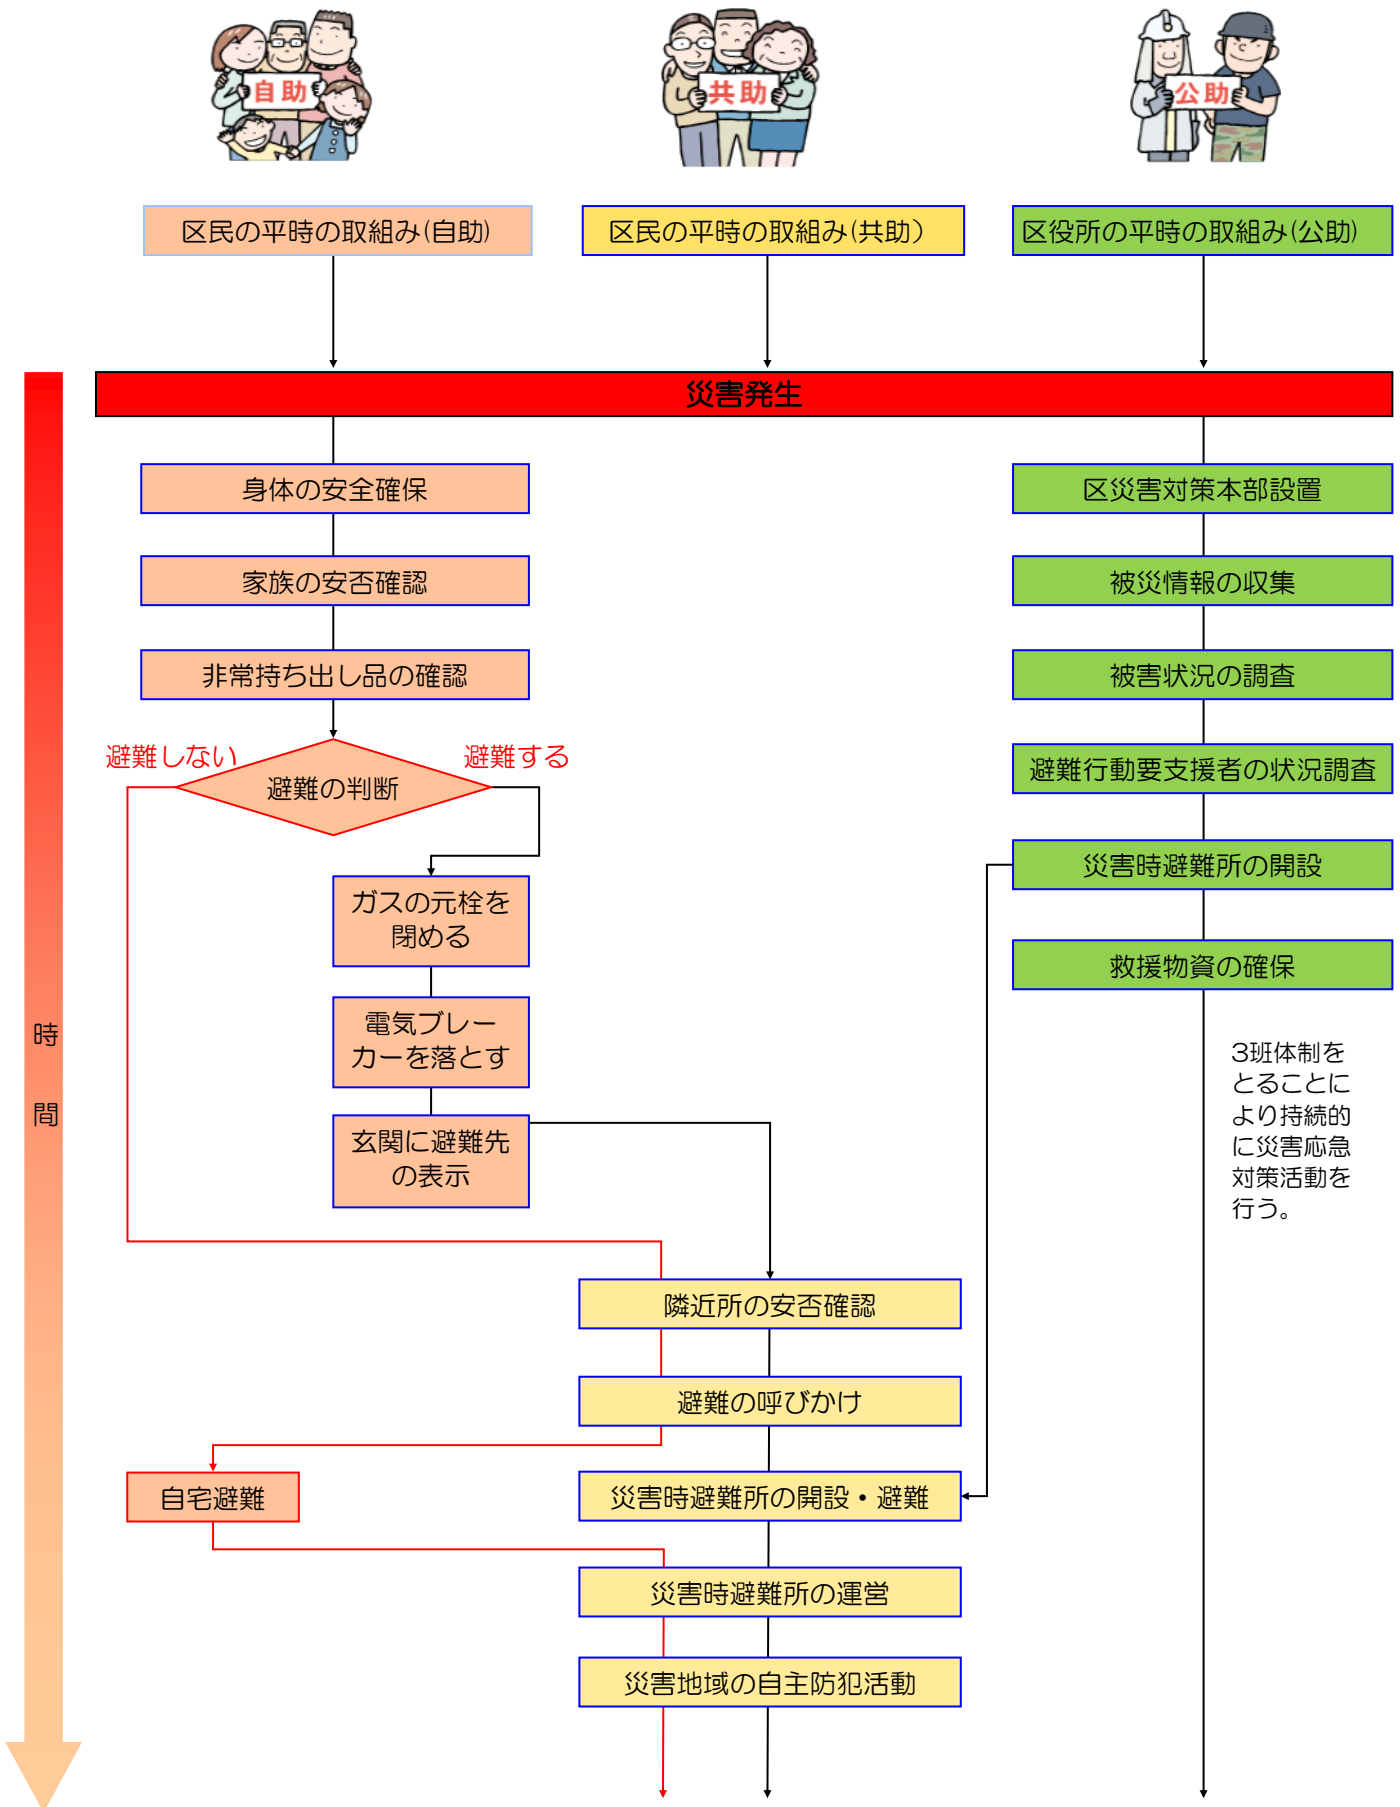 自助
共助
公助
区民の平時の取組み(自助)
区民の平時の取組み(共助）
区役所の平時の取組み(公助)
災害発生
身体の安全確保
家族の安否確認
非常持ち出し品の確認
避難しない
避難する
避難の判断
ガスの元栓を
閉める
電気ブレー
カーを落とす
玄関に避難先
の表示
区災害対策本部設置
被災情報の収集
被害状況の調査
避難行動要支援者の状況調査
災害時避難所の開設
救援物資の確保
3班体制を
とることに
より持続的
に災害応急
対策活動を
行う。
時
間
隣近所の安否確認
避難の呼びかけ
自宅避難
災害時避難所の開設・避難
災害時避難所の運営
災害地域の自主防犯活動